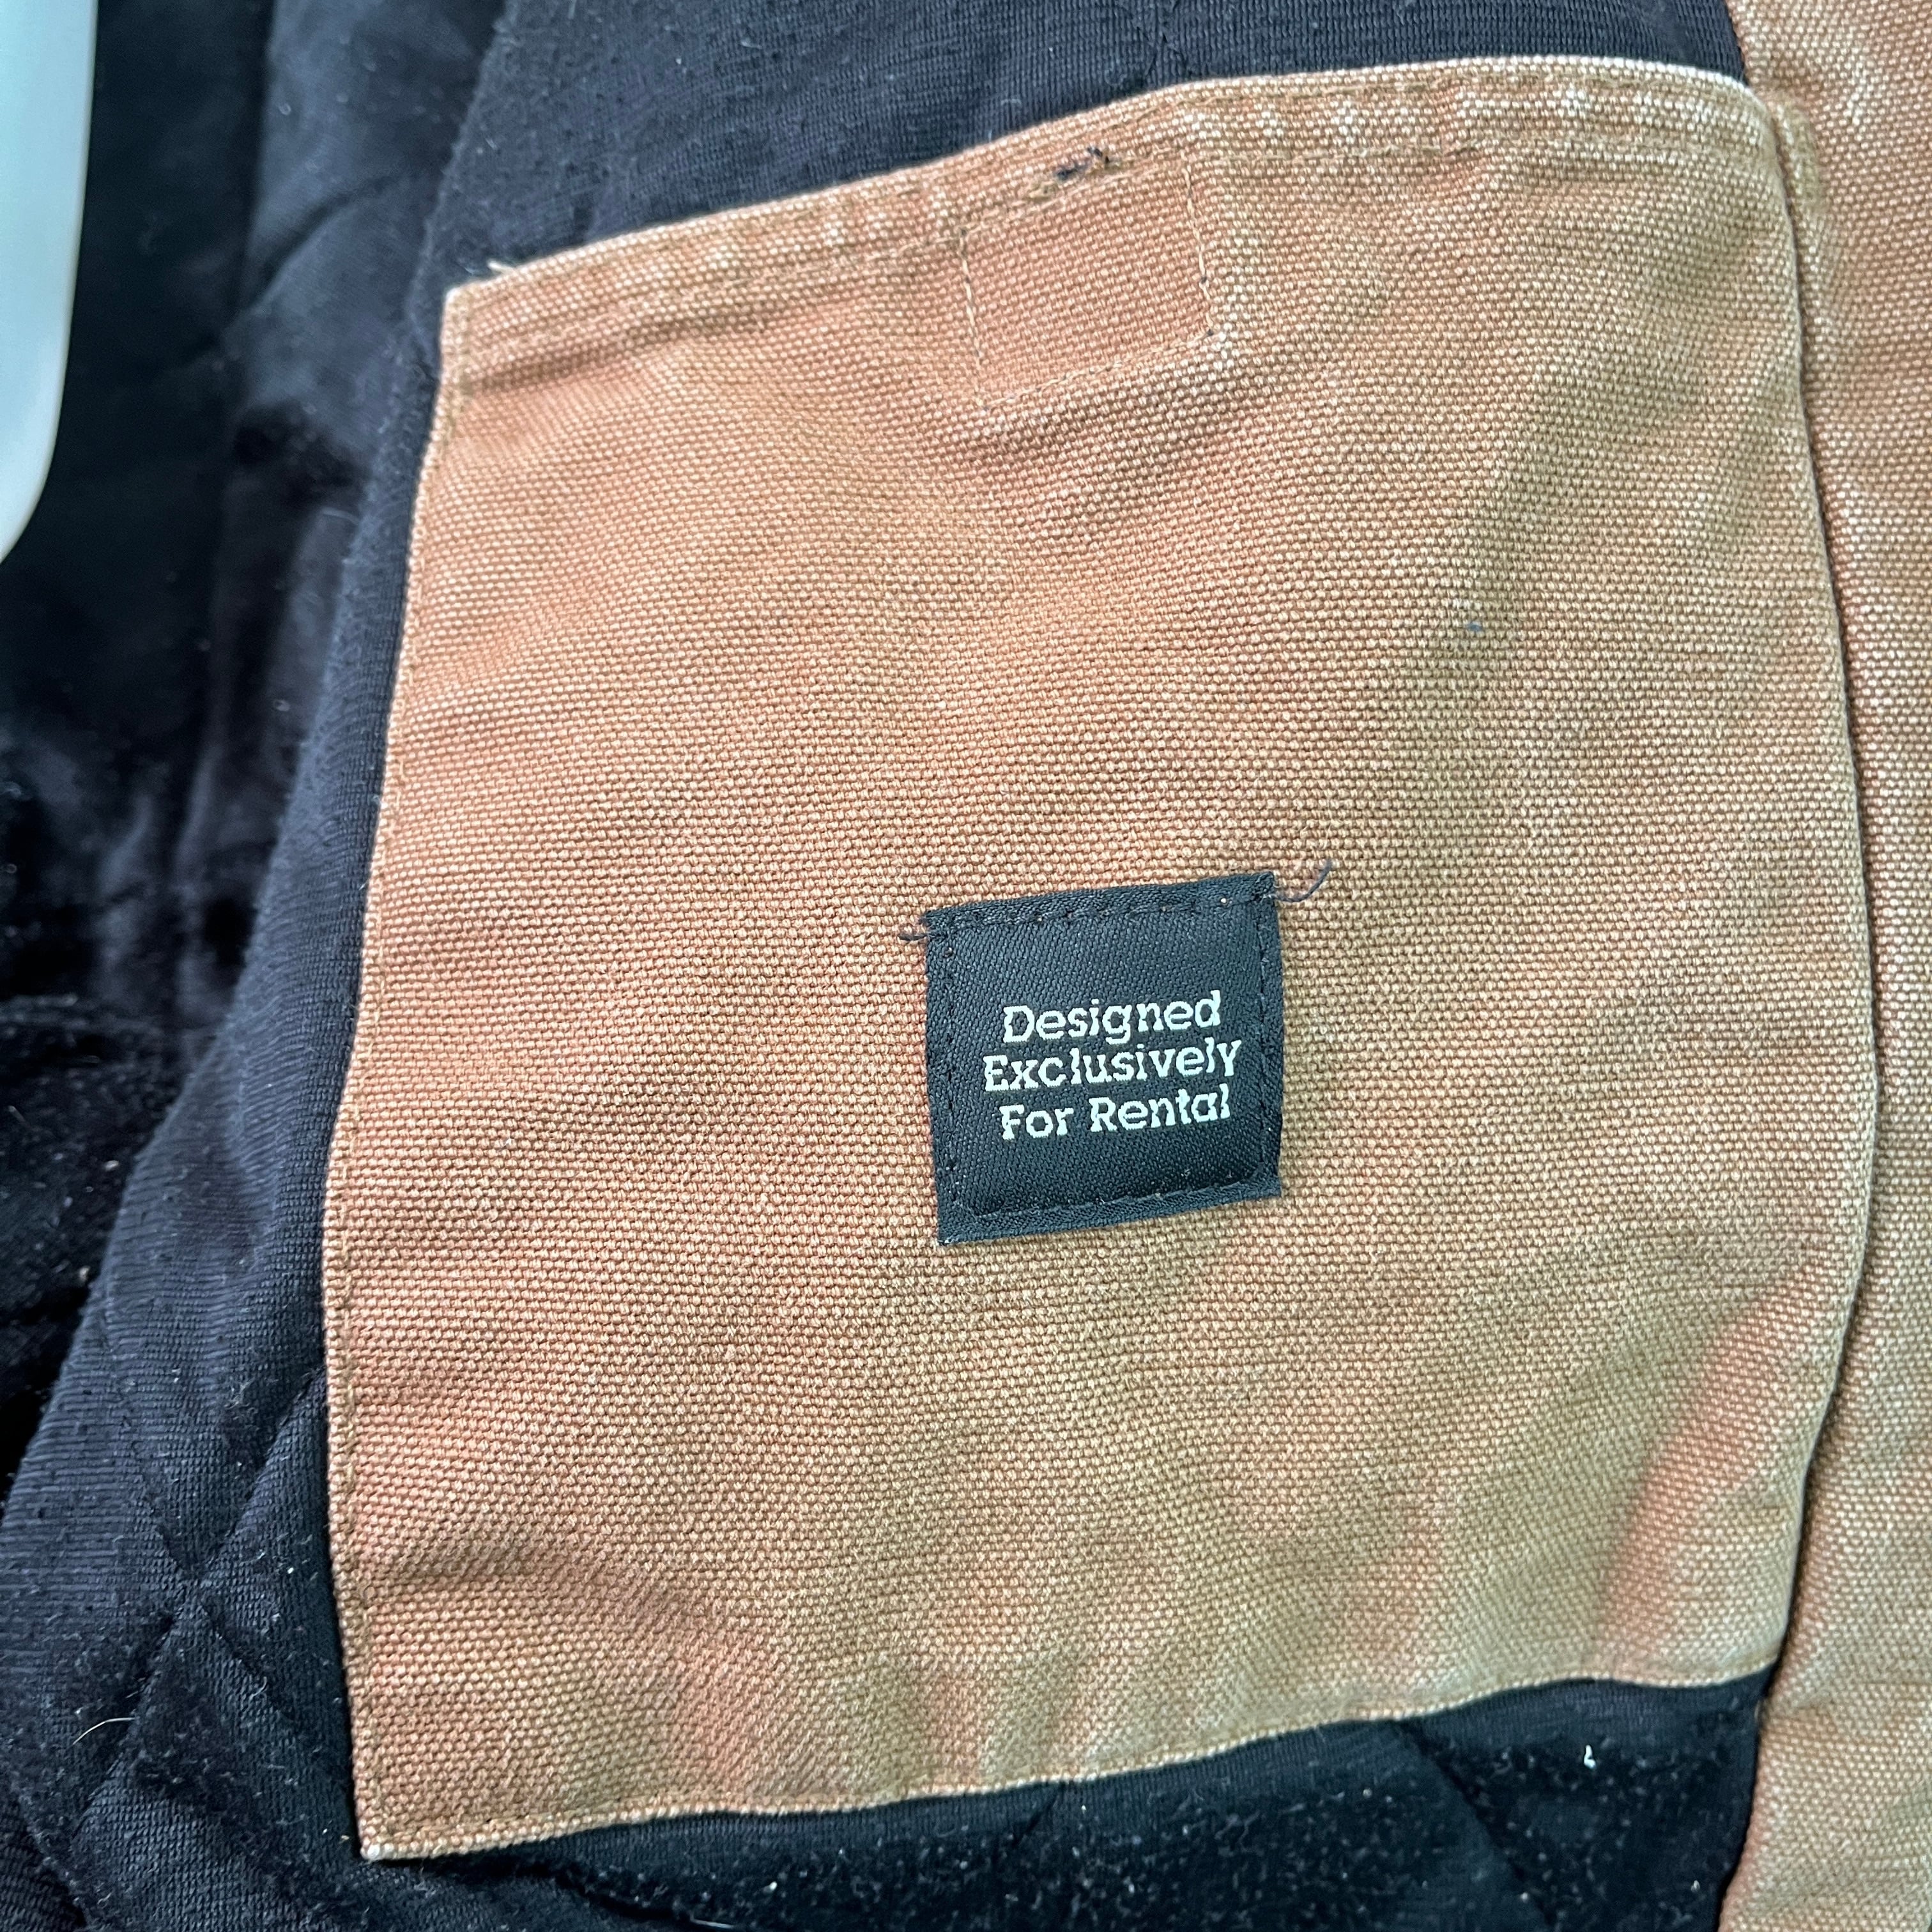 Designed
Exclusively
For Rental